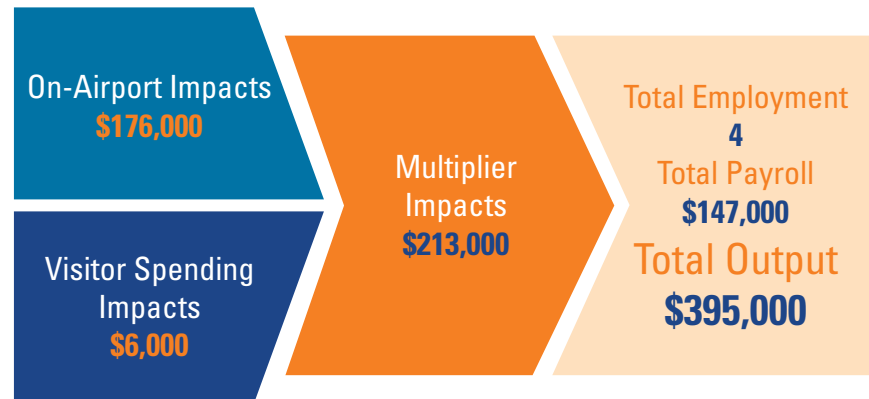 On-Airport Impacts
$176,000
Visitor Spending
Impacts
$6,000
Multiplier
Impacts
$213,000
Total Employment
4
Total Payroll
$147,000
Total Output
$395,000